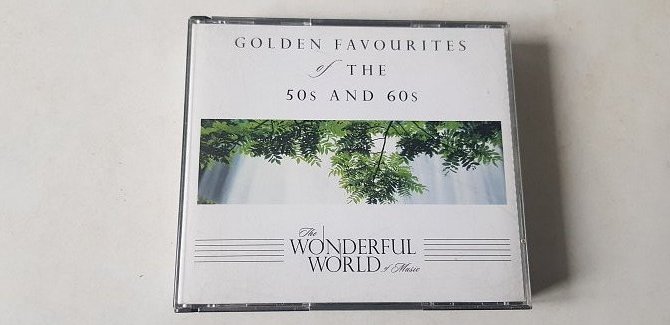 GOLDEN FAVOURITES
of THE
50S AND 60S
The
WONDERFUL
WORLD of Music